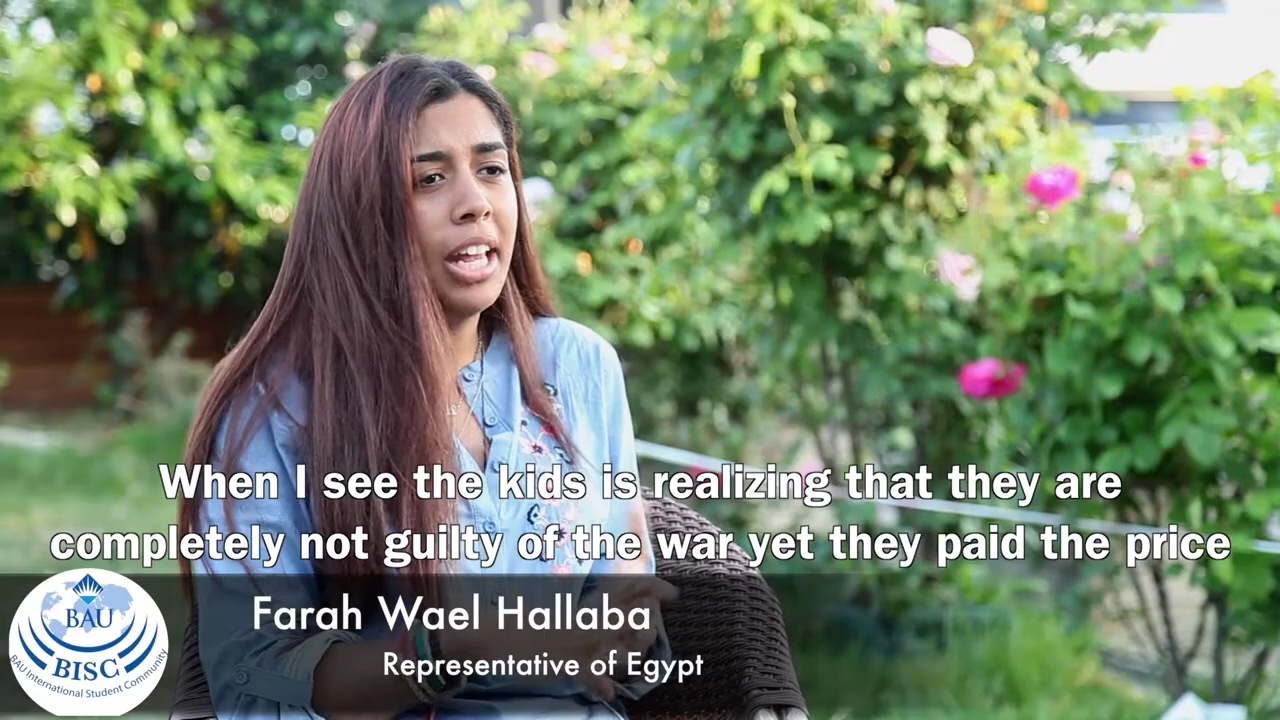 When I see the kids is realizing that they are
completely not guilty of the war yet they paid the price
Farah Wael Hallaba
Representative of Egypt
BAU
BISC
BAU International Student Community